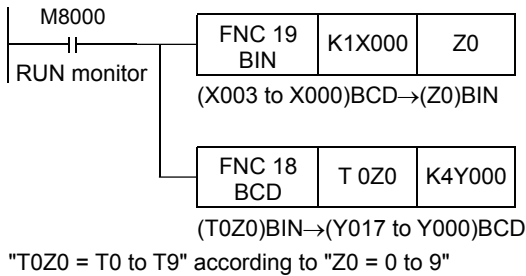 M8000
RUN monitor
FNC 19
BIN
K1X000
Z0
(X003 to X000)BCD→(Z0)BIN
FNC 18
BCD
T 0Z0
K4Y000
(T0Z0)BIN→(Y017 to Y000)BCD
"T0Z0 = T0 to T9" according to "Z0 = 0 to 9"